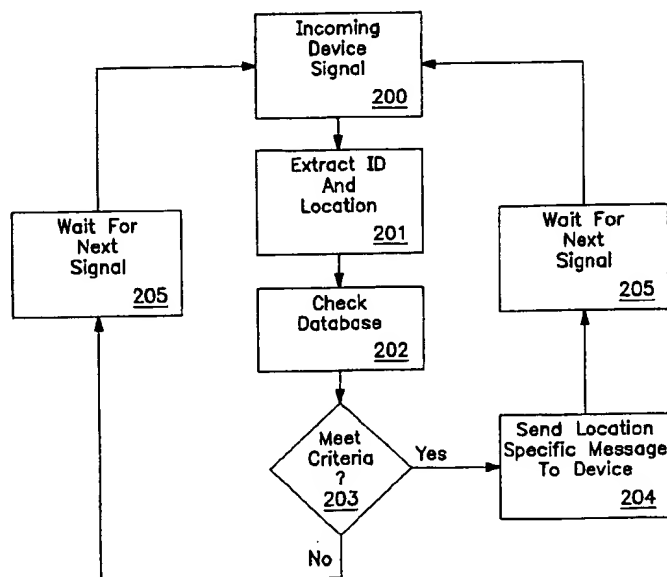 Incoming
Device
Signal
200
Extract ID
And
Location
201
Wait For
Next
Signal
205
Wait For
Next
Signal
205
Check
Database
202
Meet
Criteria
?
203
Yes
Send Location
Specific Message
To Device
204
No